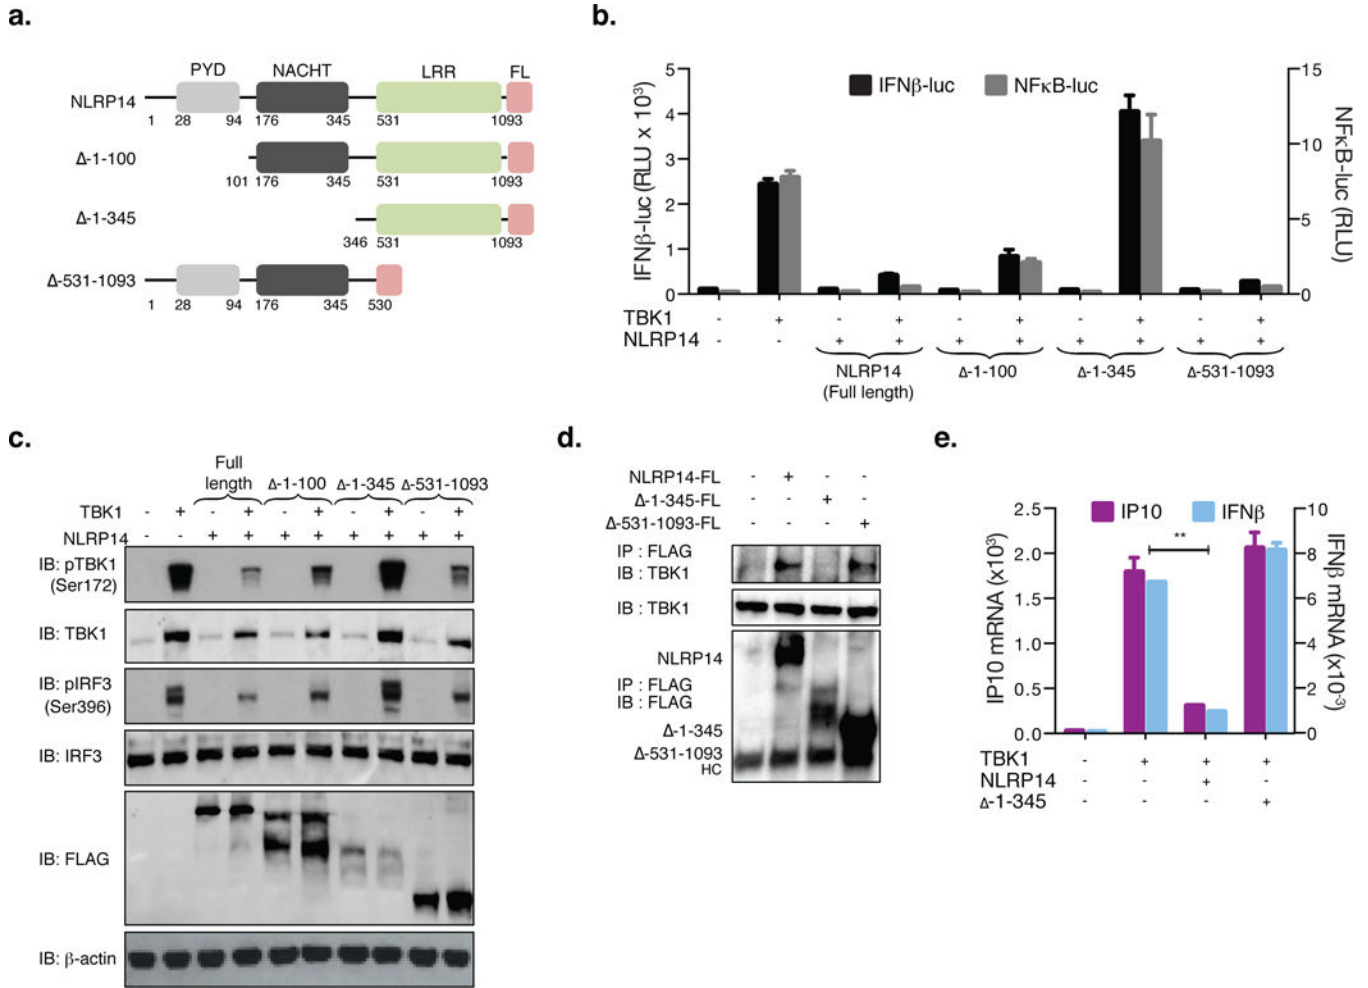 a.
PYD NACHT LRR FL
NLRP14
1 28 94 176 345 531 1093
Δ-1-100
101 176 345 531 1093
Δ-1-345
346 531 1093
Δ-531-1093
1 28 94 176 345 530
b.
IFNβ-luc NFκB-luc
IFNβ-luc (RLU x 10³)
5
4
3
2
1
0
15
10
5
0
NFκB-luc (RLU)
TBK1 - + - + - + - + - +
NLRP14 - - + + + + + + + +
NLRP14 (Full length) Δ-1-100 Δ-1-345 Δ-531-1093
c.
Full length Δ-1-100 Δ-1-345 Δ-531-1093
TBK1 - + - + - + - + - +
NLRP14 - - + + + + + + + +
IB: pTBK1
(Ser172)
IB: TBK1
IB: pIRF3
(Ser396)
IB: IRF3
IB: FLAG
IB: β-actin
d.
NLRP14-FL - + - -
Δ-1-345-FL - - + -
Δ-531-1093-FL - - - +
IP : FLAG
IB : TBK1
IB : TBK1
NLRP14
IP : FLAG
IB : FLAG
Δ-1-345
Δ-531-1093
HC
e.
IP10 IFNβ
**
IP10 mRNA (x10³)
2.5
2.0
1.5
1.0
0.5
0.0
10
8
6
4
2
0
IFNβ mRNA (x10⁻³)
TBK1 - + + +
NLRP14 - - + -
Δ-1-345 - - - +